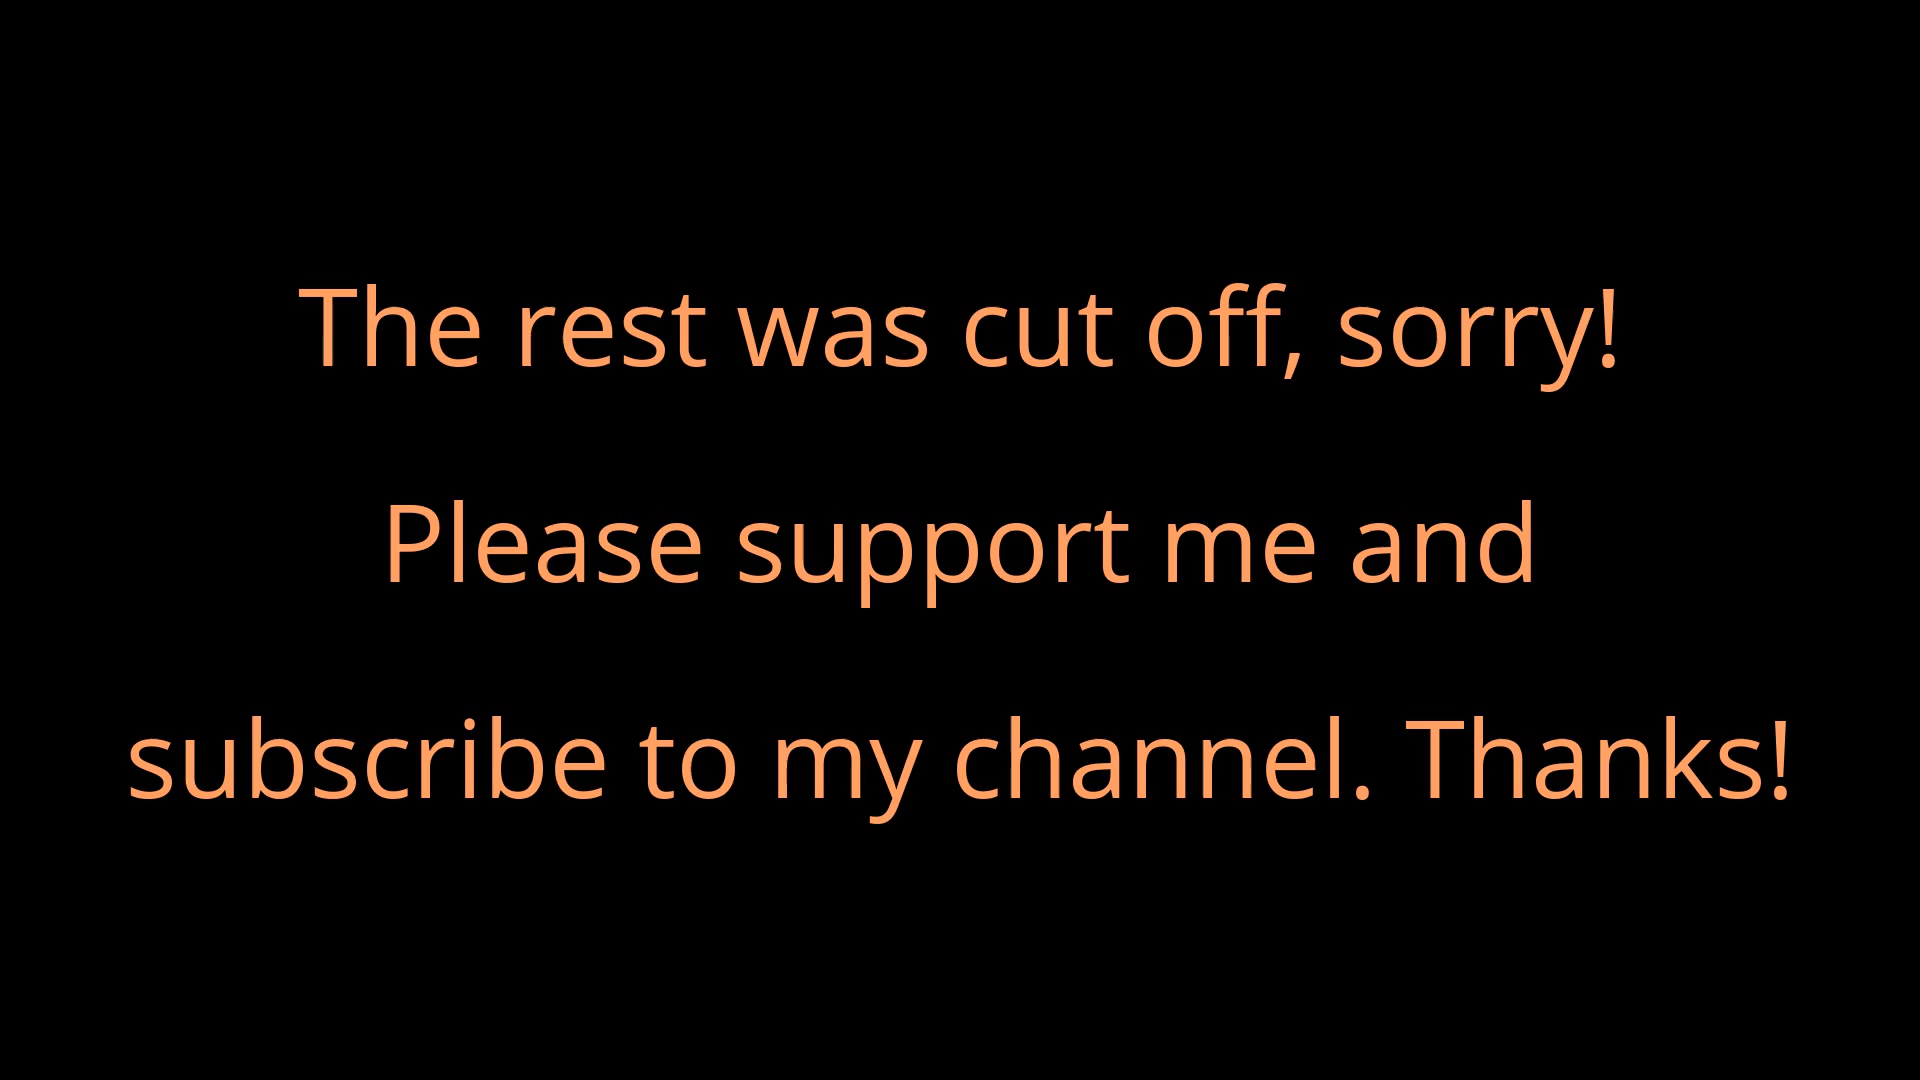 The rest was cut off, sorry!
Please support me and
subscribe to my channel. Thanks!